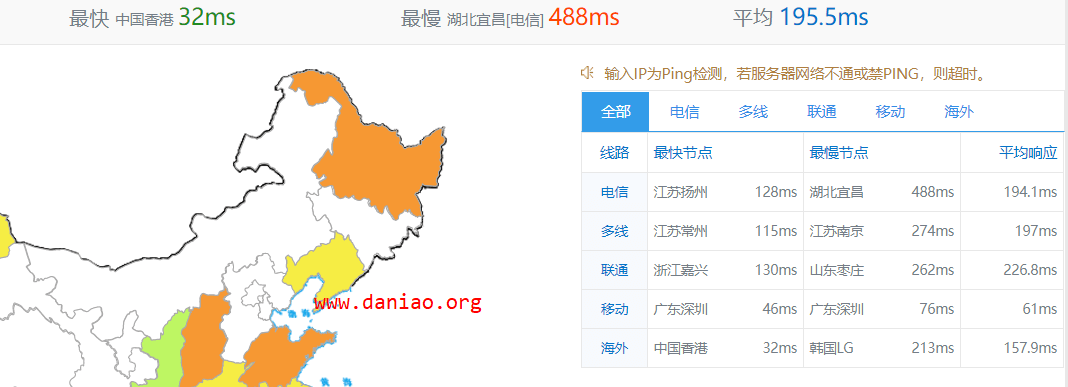 最快 中国香港 32ms 最慢 湖北宜昌[电信] 488ms 平均 195.5ms
输入IP为Ping检测，若服务器网络不通或禁PING，则超时。
全部 电信 多线 联通 移动 海外
线路 最快节点 最慢节点 平均响应
电信 江苏扬州 128ms 湖北宜昌 488ms 194.1ms
多线 江苏常州 115ms 江苏南京 274ms 197ms
联通 浙江嘉兴 130ms 山东枣庄 262ms 226.8ms
移动 广东深圳 46ms 广东深圳 76ms 61ms
海外 中国香港 32ms 韩国LG 213ms 157.9ms
www.daniao.org
渤海
黄海